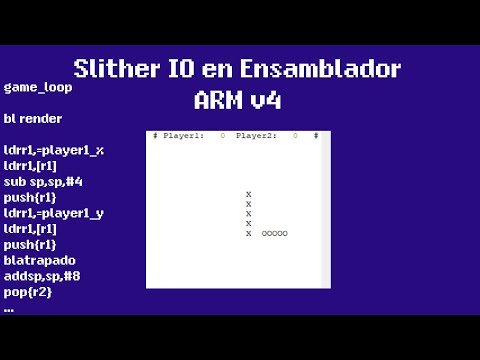 Slither IO en Ensamblador
ARM v4
game_loop
bl render
ldrr1,=player1_x
ldrr1,[r1]
sub sp,sp,#4
push{r1}
ldrr1,=player1_y
ldrr1,[r1]
push{r1}
blatrapado
addsp,sp,#8
pop{r2}
...
# Player1: 0 Player2: 0 #
X
X
X
X
X OOOOO